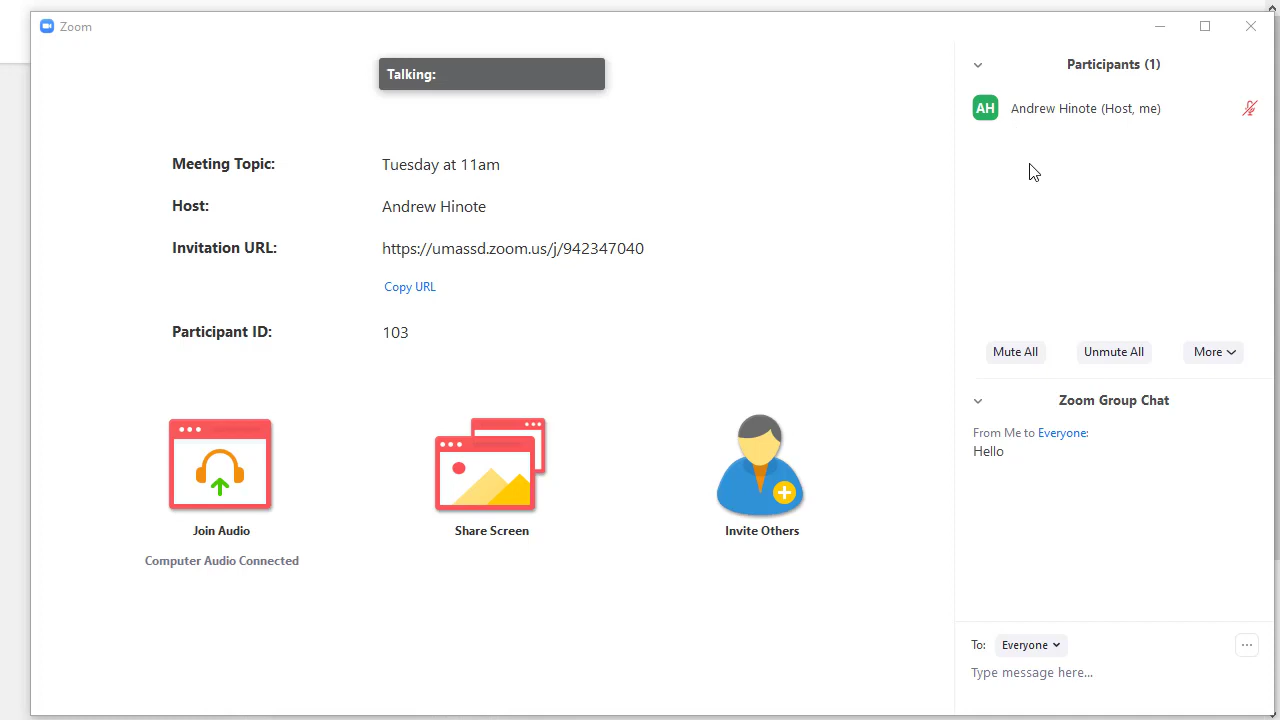 Zoom
Talking:
Meeting Topic: Tuesday at 11am
Host: Andrew Hinote
Invitation URL: https://umassd.zoom.us/j/942347040
Copy URL
Participant ID: 103
Join Audio
Computer Audio Connected
Share Screen
Invite Others
Participants (1)
AH Andrew Hinote (Host, me)
Mute All Unmute All More
Zoom Group Chat
From Me to Everyone:
Hello
To: Everyone
Type message here...